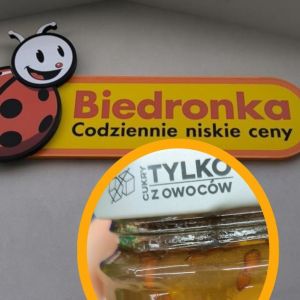 Biedronka
Codziennie niskie ceny
CUKRY
TYLKO
Z OWOCÓW